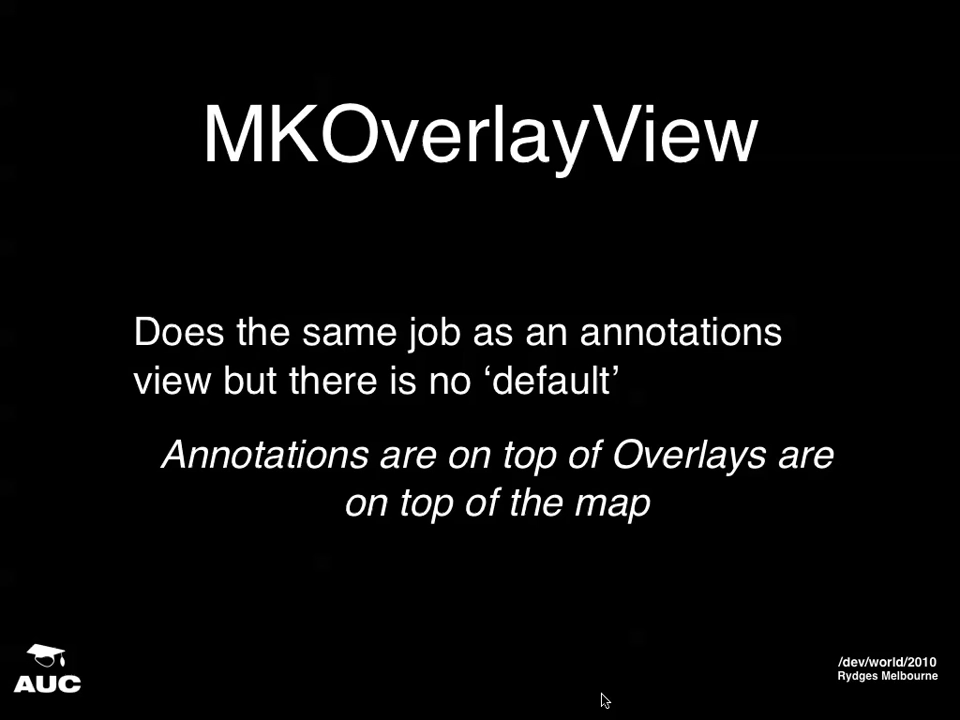 MKOverlayView
Does the same job as an annotations
view but there is no ‘default’
Annotations are on top of Overlays are
on top of the map
AUC
/dev/world/2010
Rydges Melbourne